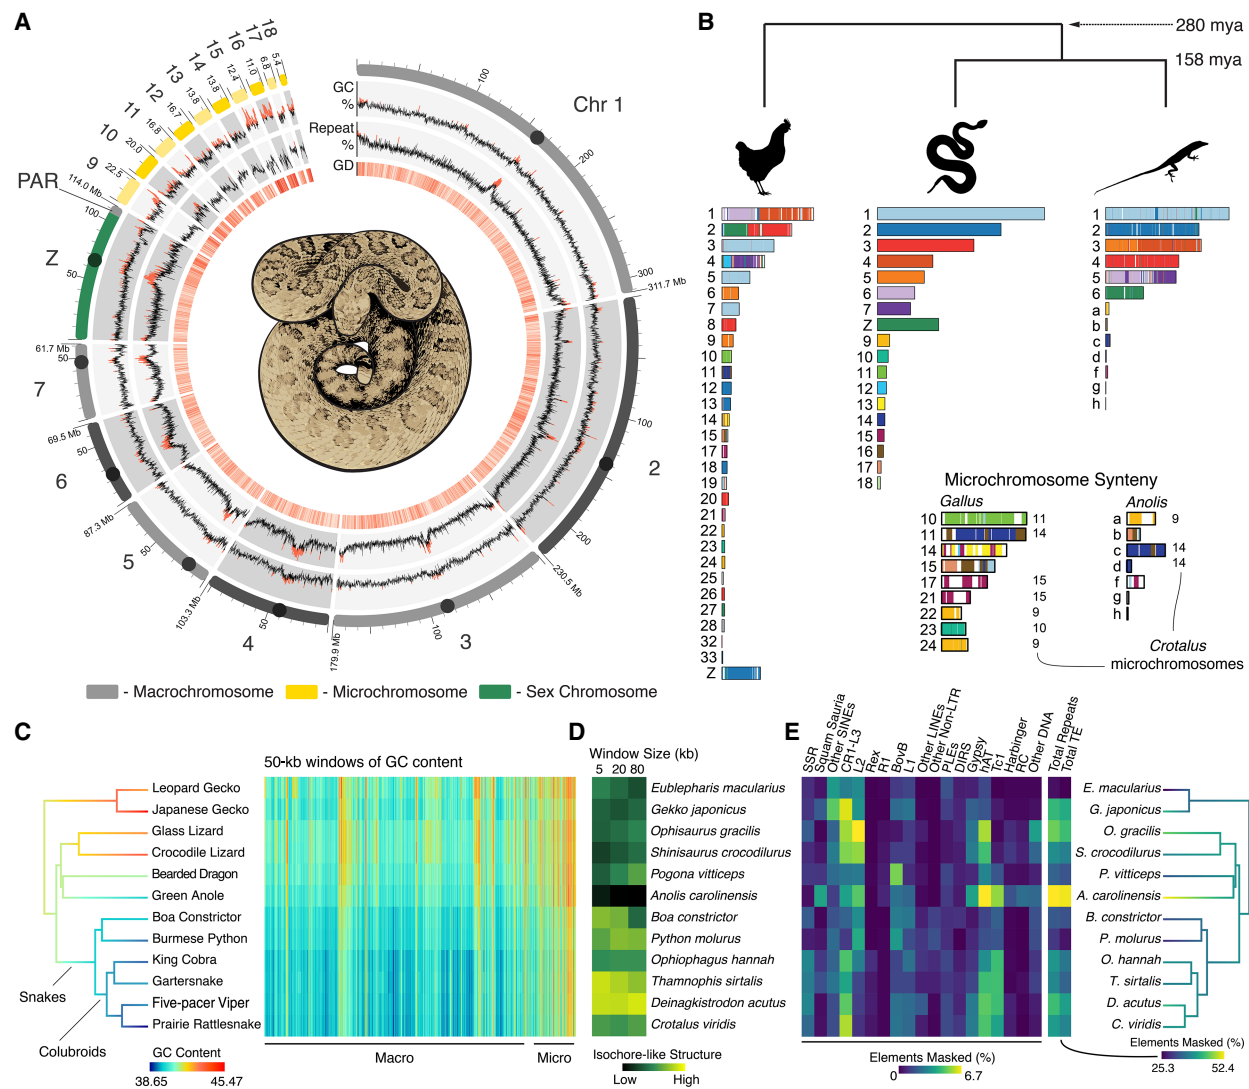 A
GC
%
Repeat
%
GD
Chr 1
100
200
300
311.7 Mb
2
100
200
230.5 Mb
3
100
179.9 Mb
4
50
103.3 Mb
5
50
87.3 Mb
6
50
69.5 Mb
7
50
61.7 Mb
Z
50
100
114.0 Mb
PAR
9
22.5
10
20.0
11
16.8
12
16.7
13
13.8
14
13.8
15
12.4
16
11.0
17
6.8
18
5.4
- Macrochromosome
- Microchromosome
- Sex Chromosome
B
280 mya
158 mya
1
2
3
4
5
6
7
8
9
10
11
12
13
14
15
17
18
19
20
21
22
23
24
25
26
27
28
32
33
Z
1
2
3
4
5
6
7
Z
9
10
11
12
13
14
15
16
17
18
1
2
3
4
5
6
a
b
c
d
f
g
h
Microchromosome Synteny
Gallus
10 11
11 14
14
15
17 15
21 15
22 9
23 10
24 9
Anolis
a 9
b
c 14
d 14
f
g
h
Crotalus
microchromosomes
C
50-kb windows of GC content
Leopard Gecko
Japanese Gecko
Glass Lizard
Crocodile Lizard
Bearded Dragon
Green Anole
Boa Constrictor
Burmese Python
King Cobra
Gartersnake
Five-pacer Viper
Prairie Rattlesnake
Snakes
Colubroids
GC Content
38.65 45.47
Macro
Micro
D
Window Size (kb)
5 20 80
Eublepharis macularius
Gekko japonicus
Ophisaurus gracilis
Shinisaurus crocodilurus
Pogona vitticeps
Anolis carolinensis
Boa constrictor
Python molurus
Ophiophagus hannah
Thamnophis sirtalis
Deinagkistrodon acutus
Crotalus viridis
Isochore-like Structure
Low High
E
SSR
Squam Sauria
Other SINEs
CR1-L3
L2
Rex
R1
BovB
L1
Other LINEs
Other Non-LTR
PLEs
DIRS
Gypsy
hAT
Tc1
Harbinger
RC
Other DNA
Total Repeats
Total TE
E. macularius
G. japonicus
O. gracilis
S. crocodilurus
P. vitticeps
A. carolinensis
B. constrictor
P. molurus
O. hannah
T. sirtalis
D. acutus
C. viridis
Elements Masked (%)
0 6.7
Elements Masked (%)
25.3 52.4